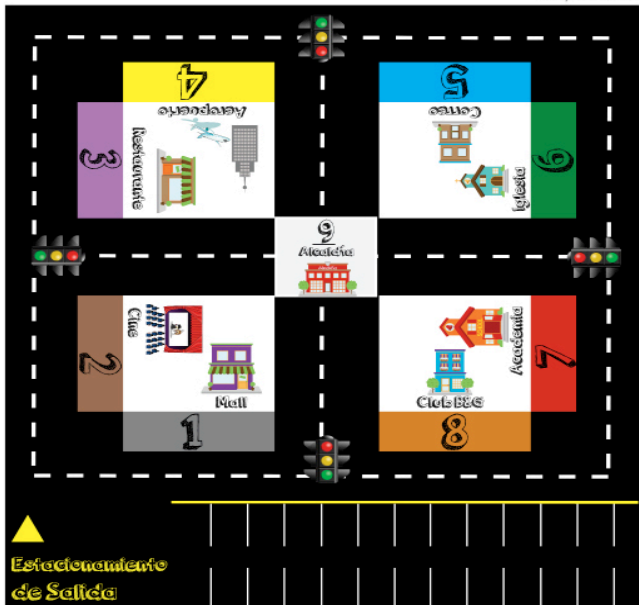 4
Aeropuerto
5
Correo
3
Restaurante
6
Iglesia
9
Alcaldía
2
Cine
Mall
1
7
Academia
Club B&G
8
Estacionamiento
de Salida